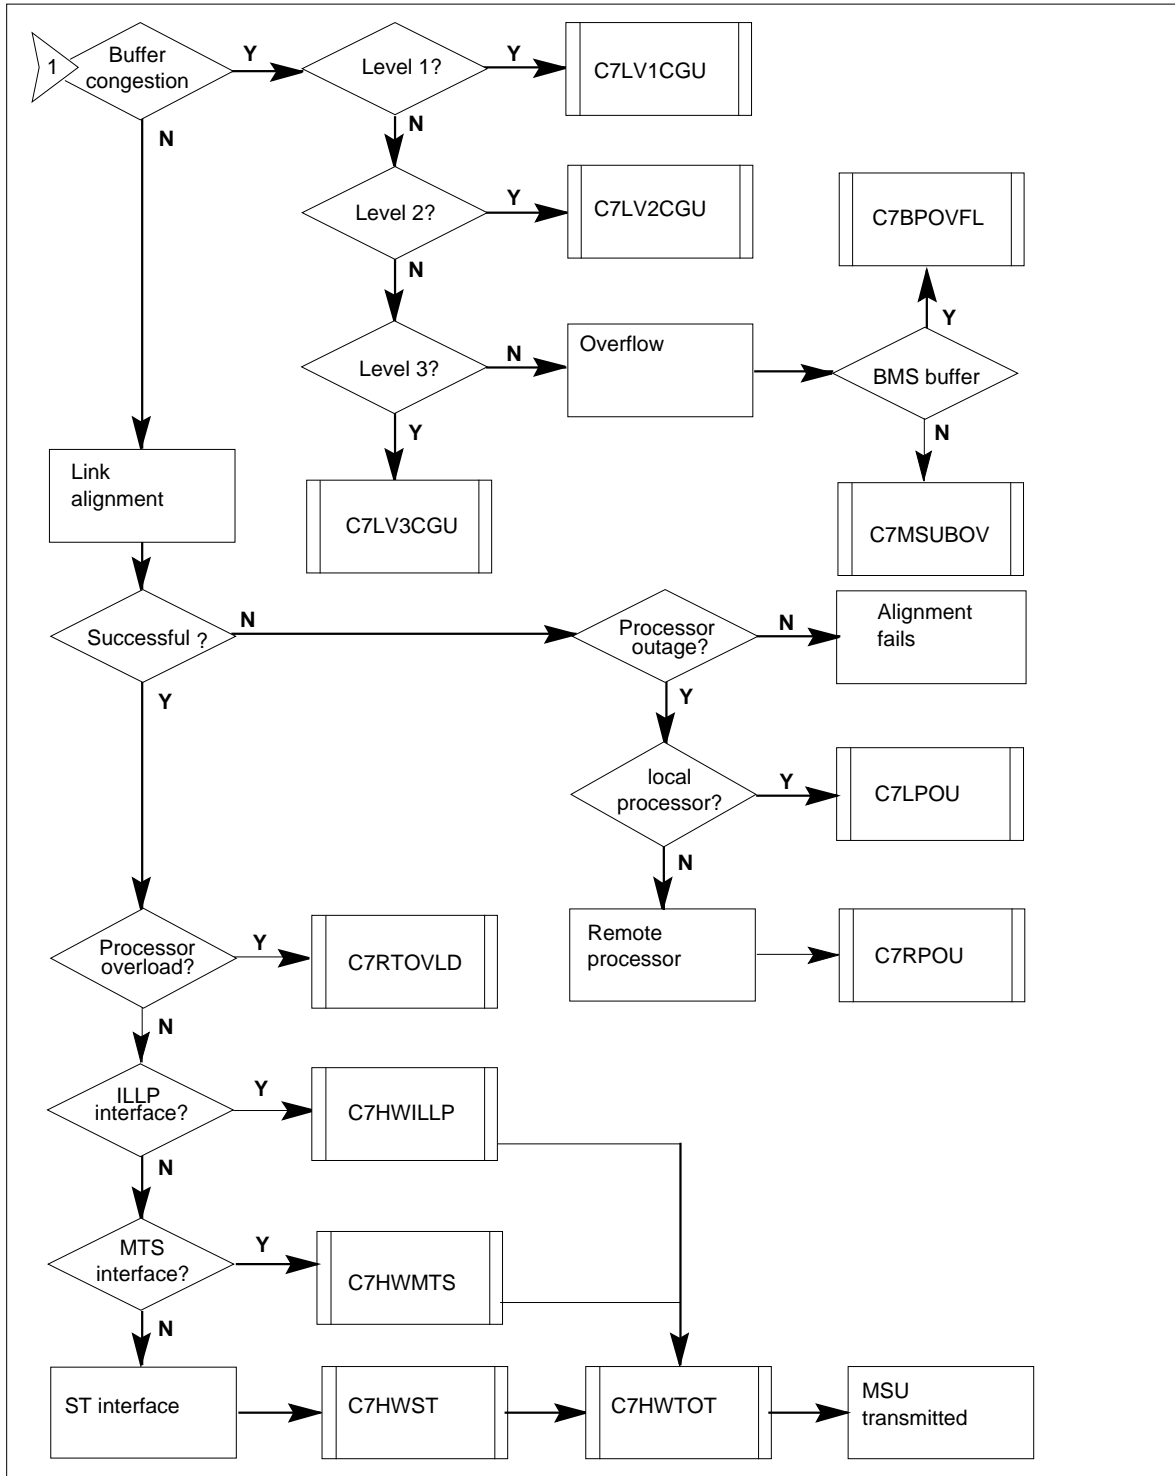 1
Buffer
congestion
Y
Level 1?
Y
C7LV1CGU
N
N
Level 2?
Y
C7LV2CGU
C7BPOVFL
N
Y
Level 3?
N
Overflow
BMS buffer
Y
N
Link
alignment
C7LV3CGU
C7MSUBOV
Successful ?
N
Processor
outage?
N
Alignment
fails
Y
Y
local
processor?
Y
C7LPOU
N
Processor
overload?
Y
C7RTOVLD
Remote
processor
C7RPOU
N
ILLP
interface?
Y
C7HWILLP
N
MTS
interface?
Y
C7HWMTS
N
ST interface
C7HWST
C7HWTOT
MSU
transmitted